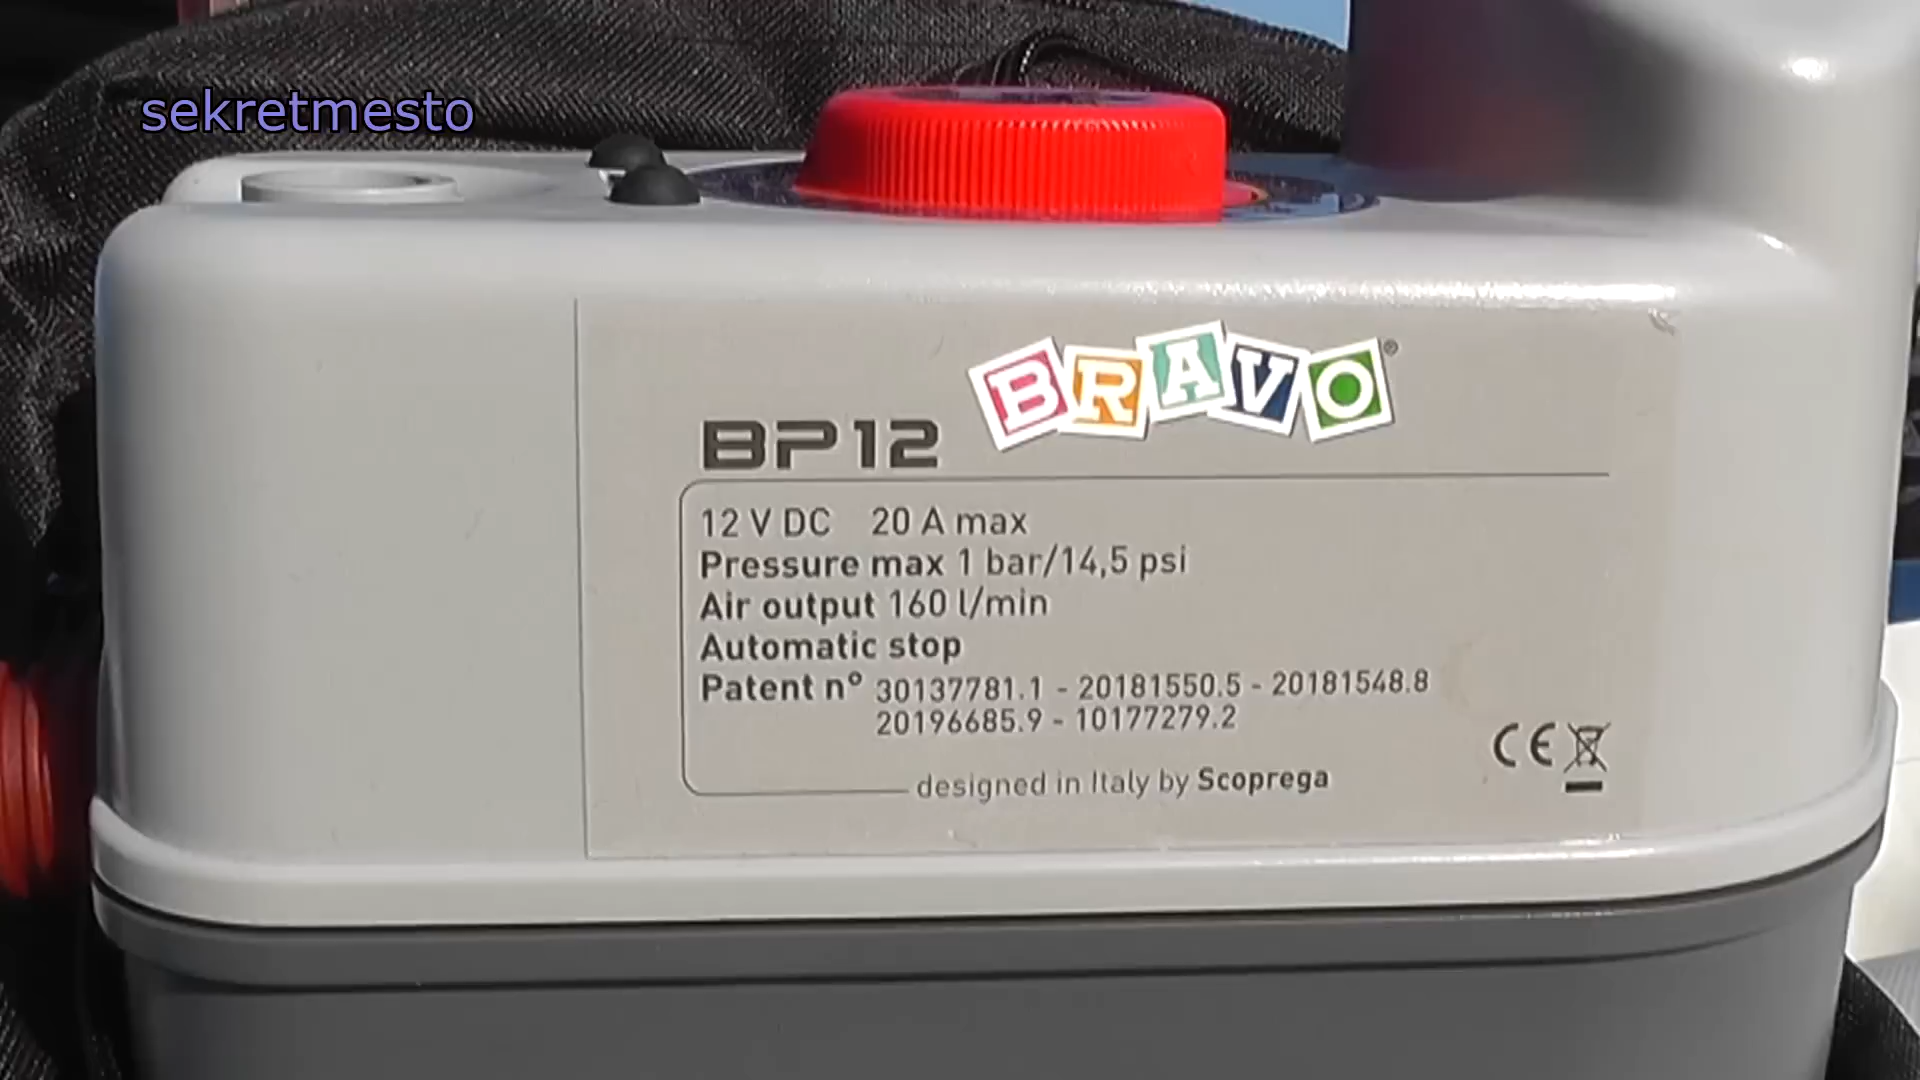 sekretmesto
BRAVO®
BP12
12 V DC 20 A max
Pressure max 1 bar/14,5 psi
Air output 160 l/min
Automatic stop
Patent n° 30137781.1 - 20181550.5 - 20181548.8
20196685.9 - 10177279.2
designed in Italy by Scoprega
CE